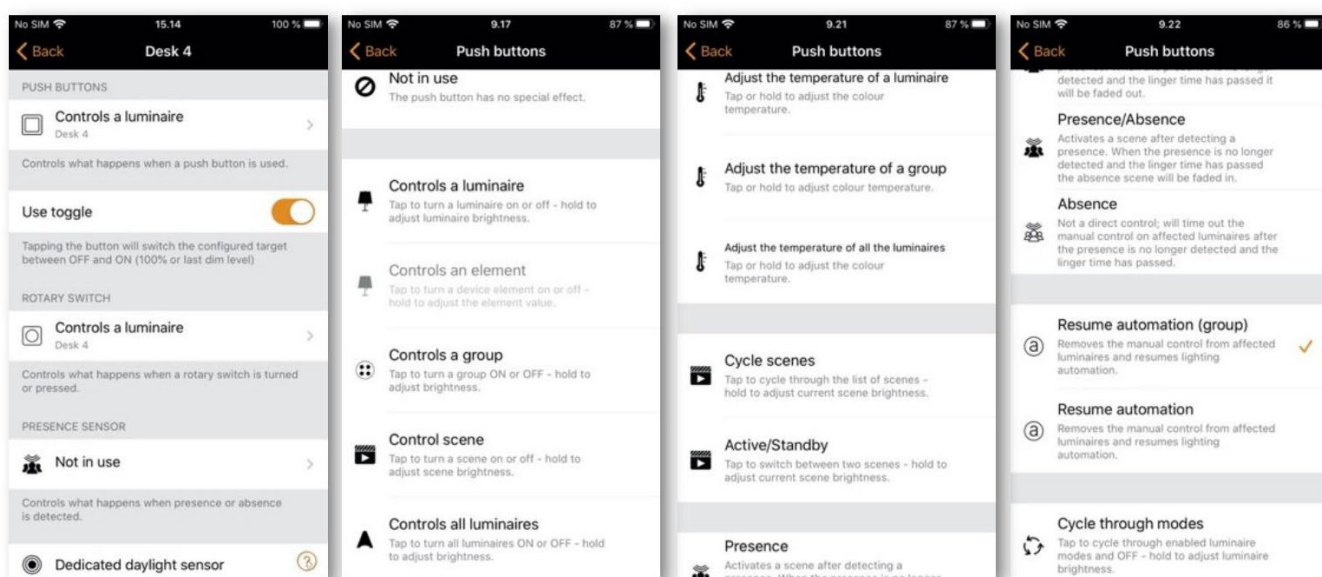 No SIM 15.14 100 %
Back Desk 4
PUSH BUTTONS
Controls a luminaire
Desk 4
Controls what happens when a push button is used.
Use toggle
Tapping the button will switch the configured target
between OFF and ON (100% or last dim level)
ROTARY SWITCH
Controls a luminaire
Desk 4
Controls what happens when a rotary switch is turned
or pressed.
PRESENCE SENSOR
Not in use
Controls what happens when presence or absence
is detected.
Dedicated daylight sensor ?
No SIM 9.17 87 %
Back Push buttons
Not in use
The push button has no special effect.
Controls a luminaire
Tap to turn a luminaire on or off - hold to
adjust luminaire brightness.
Controls an element
Tap to turn a device element on or off -
hold to adjust the element value.
Controls a group
Tap to turn a group ON or OFF - hold to
adjust brightness.
Control scene
Tap to turn a scene on or off - hold to
adjust scene brightness.
Controls all luminaires
Tap to turn all luminaires ON or OFF - hold
to adjust brightness.
No SIM 9.21 87 %
Back Push buttons
Adjust the temperature of a luminaire
Tap or hold to adjust the colour
temperature.
Adjust the temperature of a group
Tap or hold to adjust colour temperature.
Adjust the temperature of all the luminaires
Tap or hold to adjust the colour
temperature.
Cycle scenes
Tap to cycle through the list of scenes -
hold to adjust current scene brightness.
Active/Standby
Tap to switch between two scenes - hold to
adjust current scene brightness.
Presence
Activates a scene after detecting a
presence. When the presence is no longer
No SIM 9.22 86 %
Back Push buttons
presence. When the presence is no longer
detected and the linger time has passed it
will be faded out.
Presence/Absence
Activates a scene after detecting a
presence. When the presence is no longer
detected and the linger time has passed
the absence scene will be faded in.
Absence
Not a direct control; will time out the
manual control on affected luminaires after
the presence is no longer detected and the
linger time has passed.
Resume automation (group)
Removes the manual control from affected
luminaires and resumes lighting
automation.
Resume automation
Removes the manual control from affected
luminaires and resumes lighting
automation.
Cycle through modes
Tap to cycle through enabled luminaire
modes and OFF - hold to adjust luminaire
brightness.